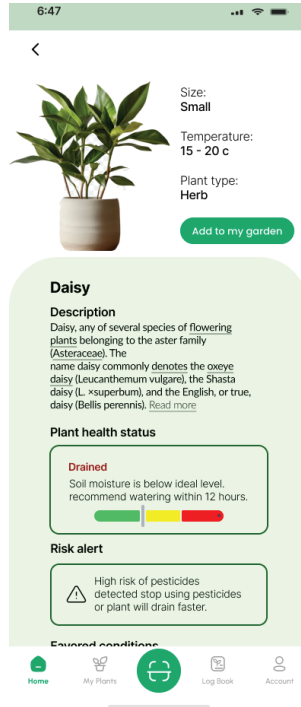 6:47
Size:
Small
Temperature:
15 - 20 c
Plant type:
Herb
Add to my garden
Daisy
Description
Daisy, any of several species of flowering
plants belonging to the aster family
(Asteraceae). The
name daisy commonly denotes the oxeye
daisy (Leucanthemum vulgare), the Shasta
daisy (L. ×superbum), and the English, or true,
daisy (Bellis perennis). Read more
Plant health status
Drained
Soil moisture is below ideal level.
recommend watering within 12 hours.
Risk alert
High risk of pesticides
detected stop using pesticides
or plant will drain faster.
Favored conditions
Home
My Plants
Log Book
Account